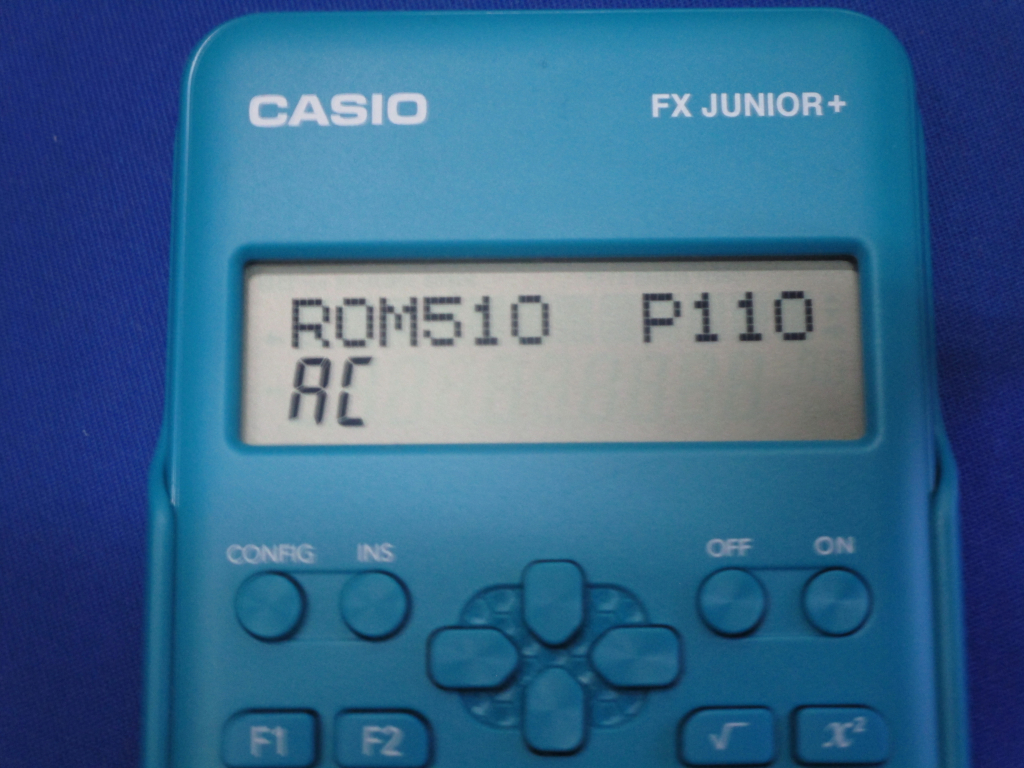 CASIO FX JUNIOR+
ROM510 P110
AC
CONFIG INS OFF ON
F1 F2 √ x²